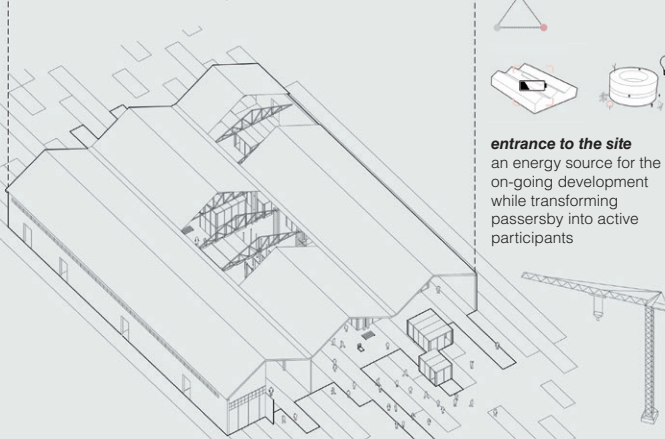 entrance to the site
an energy source for the
on-going development
while transforming
passersby into active
participants